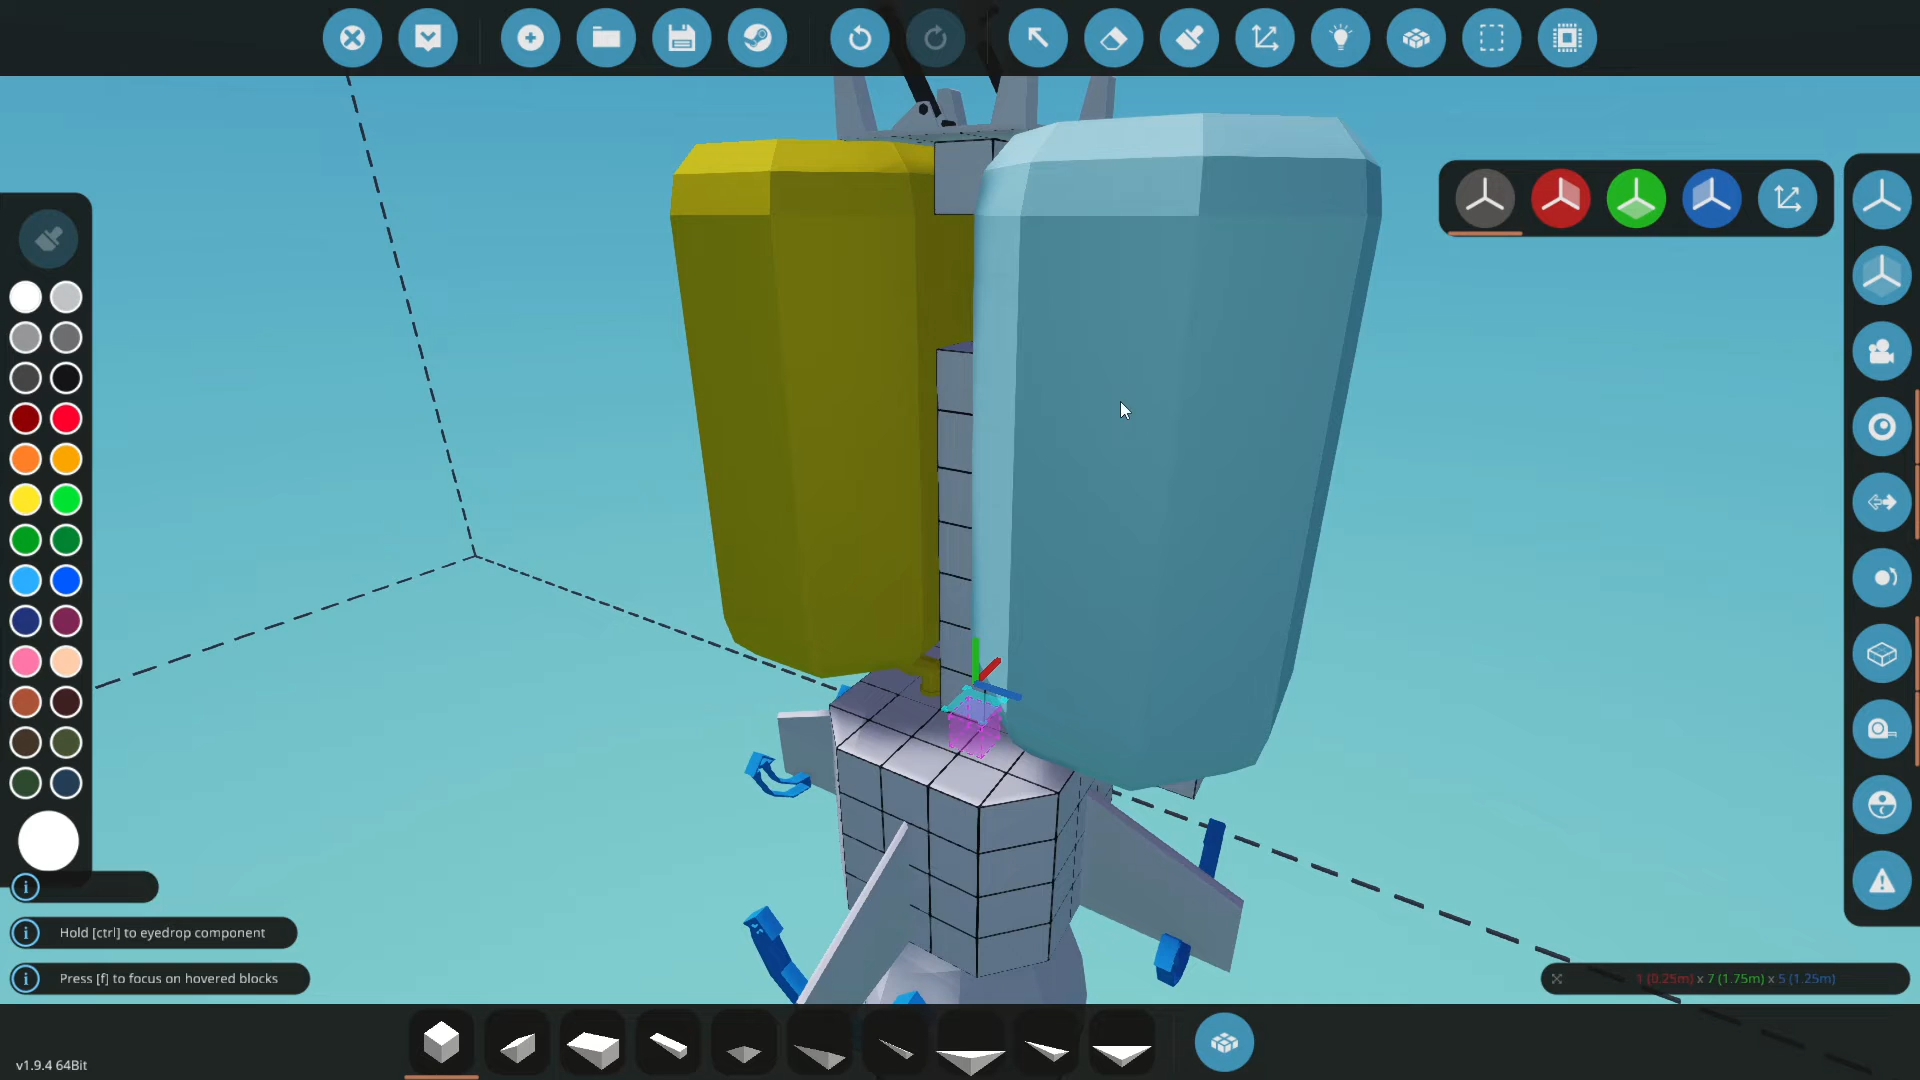 Hold [ctrl] to eyedrop component
Press [f] to focus on hovered blocks
1 (0.25m) x 7 (1.75m) x 5 (1.25m)
v1.9.4 64Bit